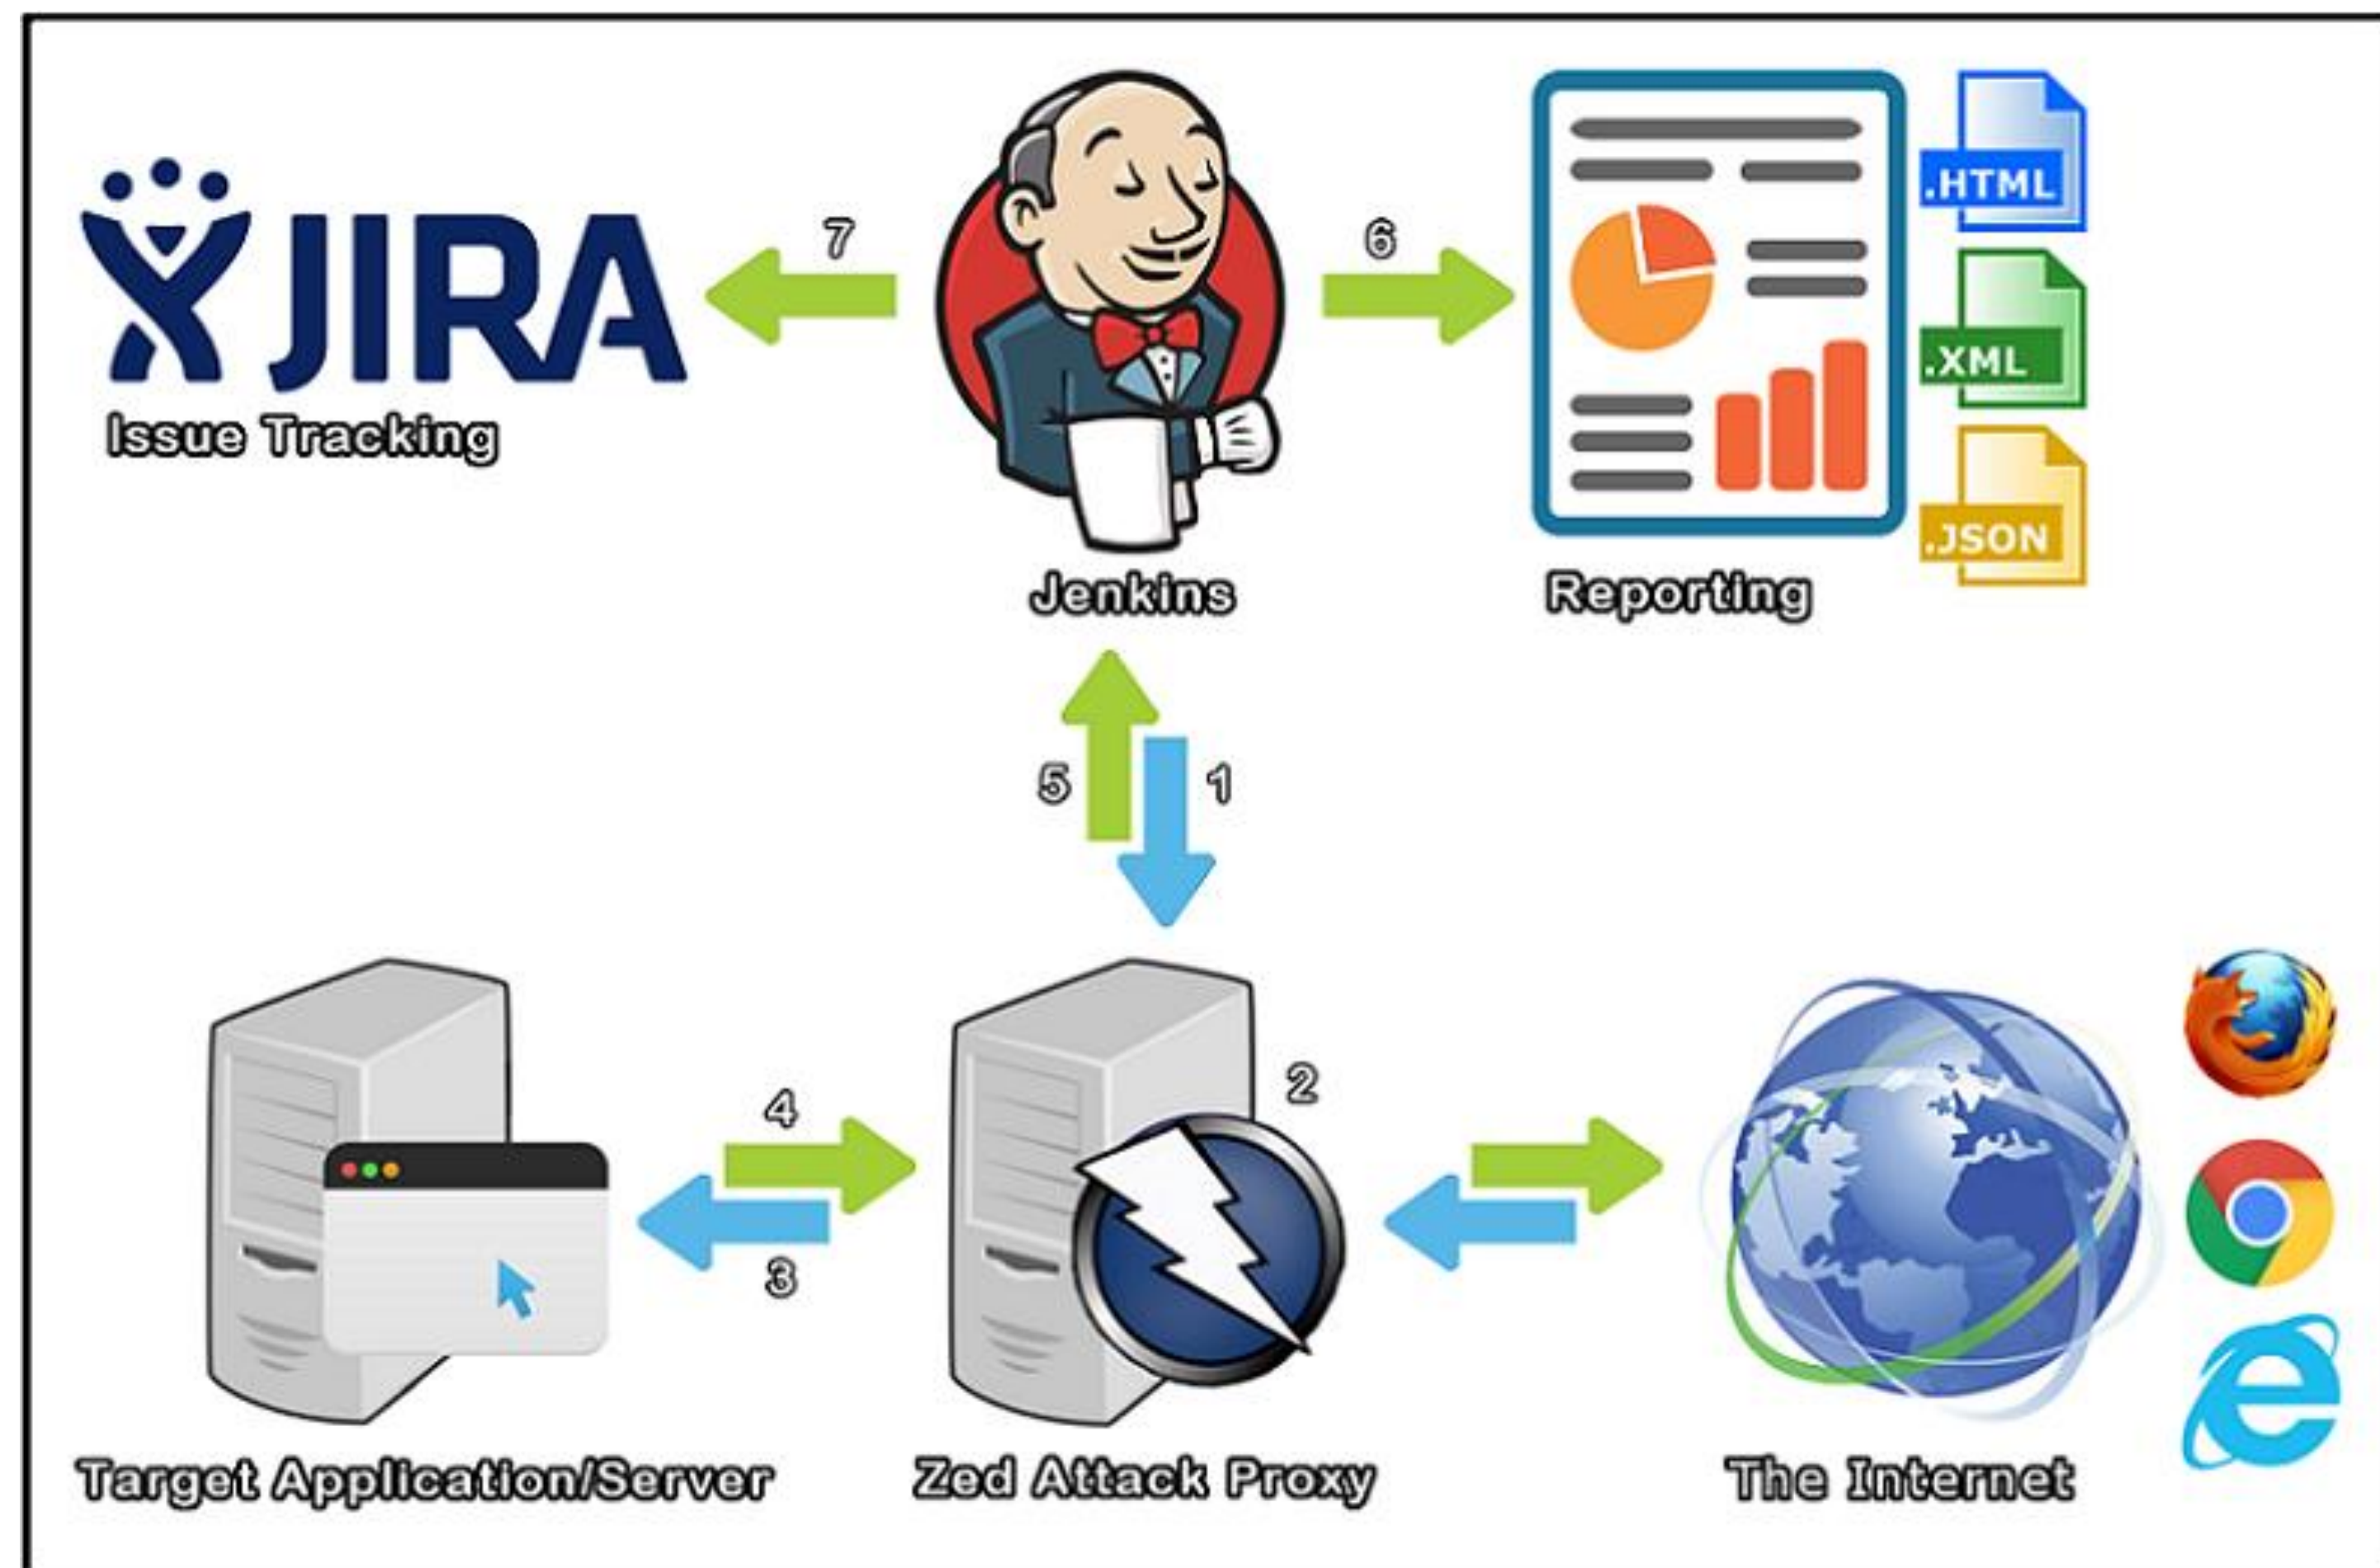 JIRA
Issue Tracking
7
Jenkins
6
Reporting
.HTML
.XML
.JSON
5
1
4
3
2
Target Application/Server
Zed Attack Proxy
The Internet